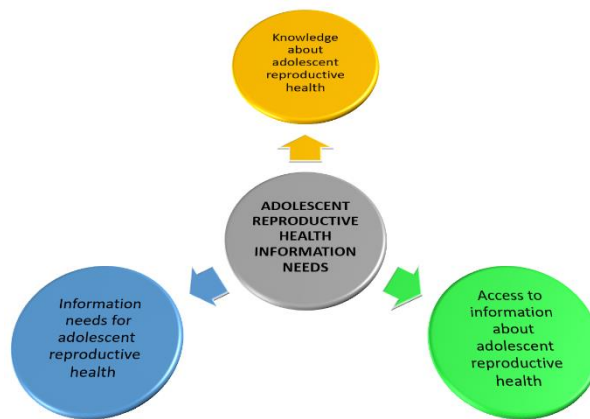 Knowledge
about
adolescent
reproductive
health
ADOLESCENT
REPRODUCTIVE
HEALTH
INFORMATION
NEEDS
Information
needs for
adolescent
reproductive
health
Access to
information
about
adolescent
reproductive
health